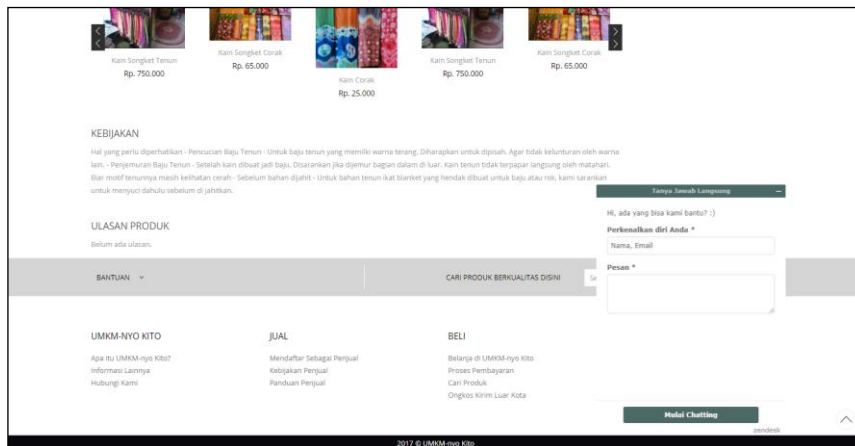 Kain Songket Tenun
Rp. 750.000
Kain Songket Corak
Rp. 65.000
Kain Corak
Rp. 25.000
Kain Songket Tenun
Rp. 750.000
Kain Songket Corak
Rp. 65.000
KEBIJAKAN
Hal yang perlu diperhatikan - Pencucian Baju Tenun - Untuk baju tenun yang memilki warna terang. Diharapkan untuk dipisah. Agar tidak kelunturan oleh warna
lain. - Penjemuran Baju Tenun - Setelah kain dibuat jadi baju. Disarankan jika dijemur bagian dalam di luar. Kain tenun tidak terpapar langsung oleh matahari.
Biar motif tenunnya masih kelihatan cerah - Sebelum bahan dijahit - Untuk bahan tenun ikat blanket yang hendak dibuat untuk baju atau rok, kami sarankan
untuk menyuci dahulu sebelum di jahitkan.
ULASAN PRODUK
Belum ada ulasan.
BANTUAN
CARI PRODUK BERKUALITAS DISINI
Se
Tanya Jawab Langsung
Hi, ada yang bisa kami bantu? :)
Perkenalkan diri Anda *
Nama, Email
Pesan *
Mulai Chatting
zendesk
UMKM-NYO KITO
Apa itu UMKM-nyo Kito?
Informasi Lainnya
Hubungi Kami
JUAL
Mendaftar Sebagai Penjual
Kebijakan Penjual
Panduan Penjual
BELI
Belanja di UMKM-nyo Kito
Proses Pembayaran
Cari Produk
Ongkos Kirim Luar Kota
2017 © UMKM-nyo Kito